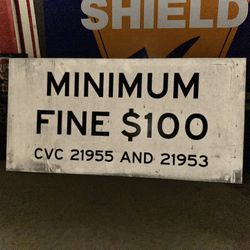 SHIELD
MINIMUM
FINE $100
CVC 21955 AND 21953